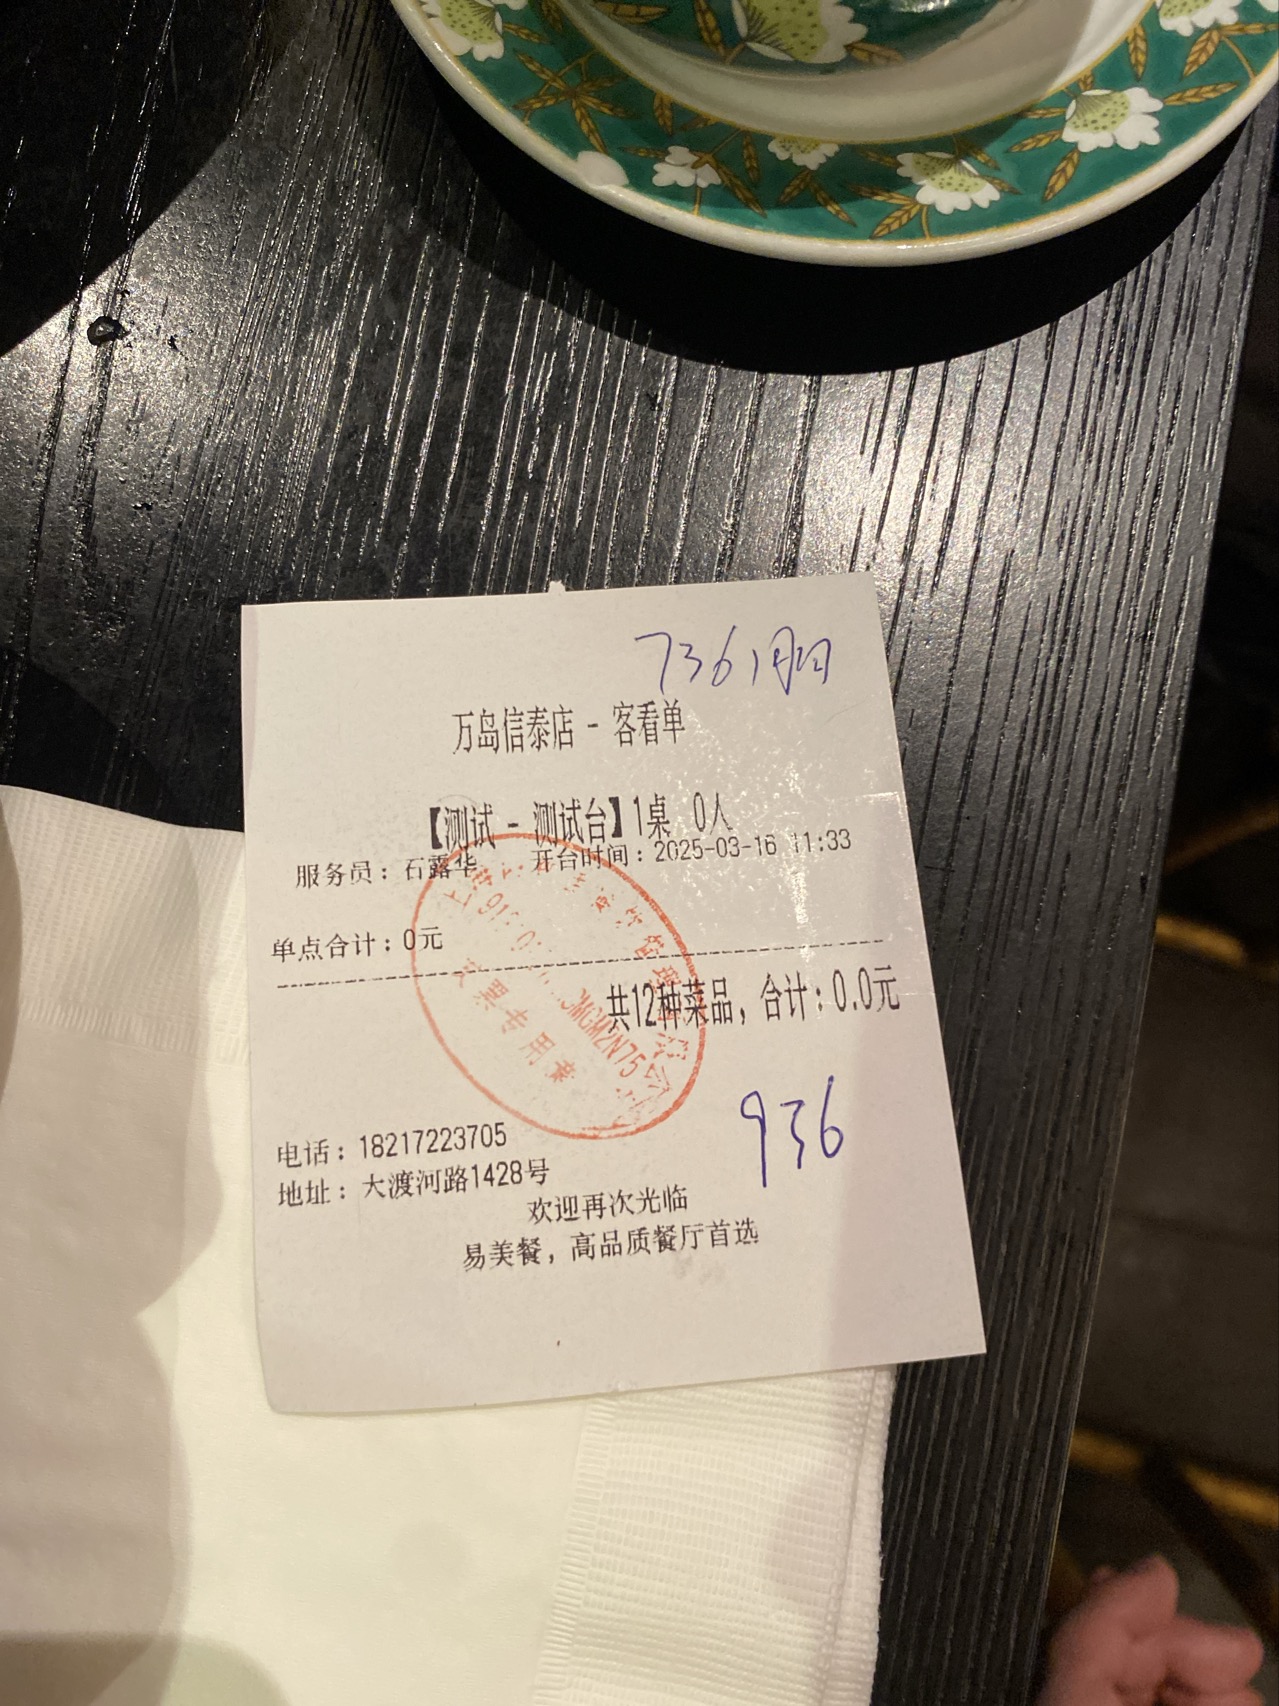 736
万岛信泰店 - 客看单
【测试 - 测试台】1桌 0人
服务员：石露华 开台时间：2025-03-16 11:33
单点合计：0元
共12种菜品，合计：0.0元
专用章
MCM2N75
936
电话：18217223705
地址：大渡河路1428号
欢迎再次光临
易美餐，高品质餐厅首选